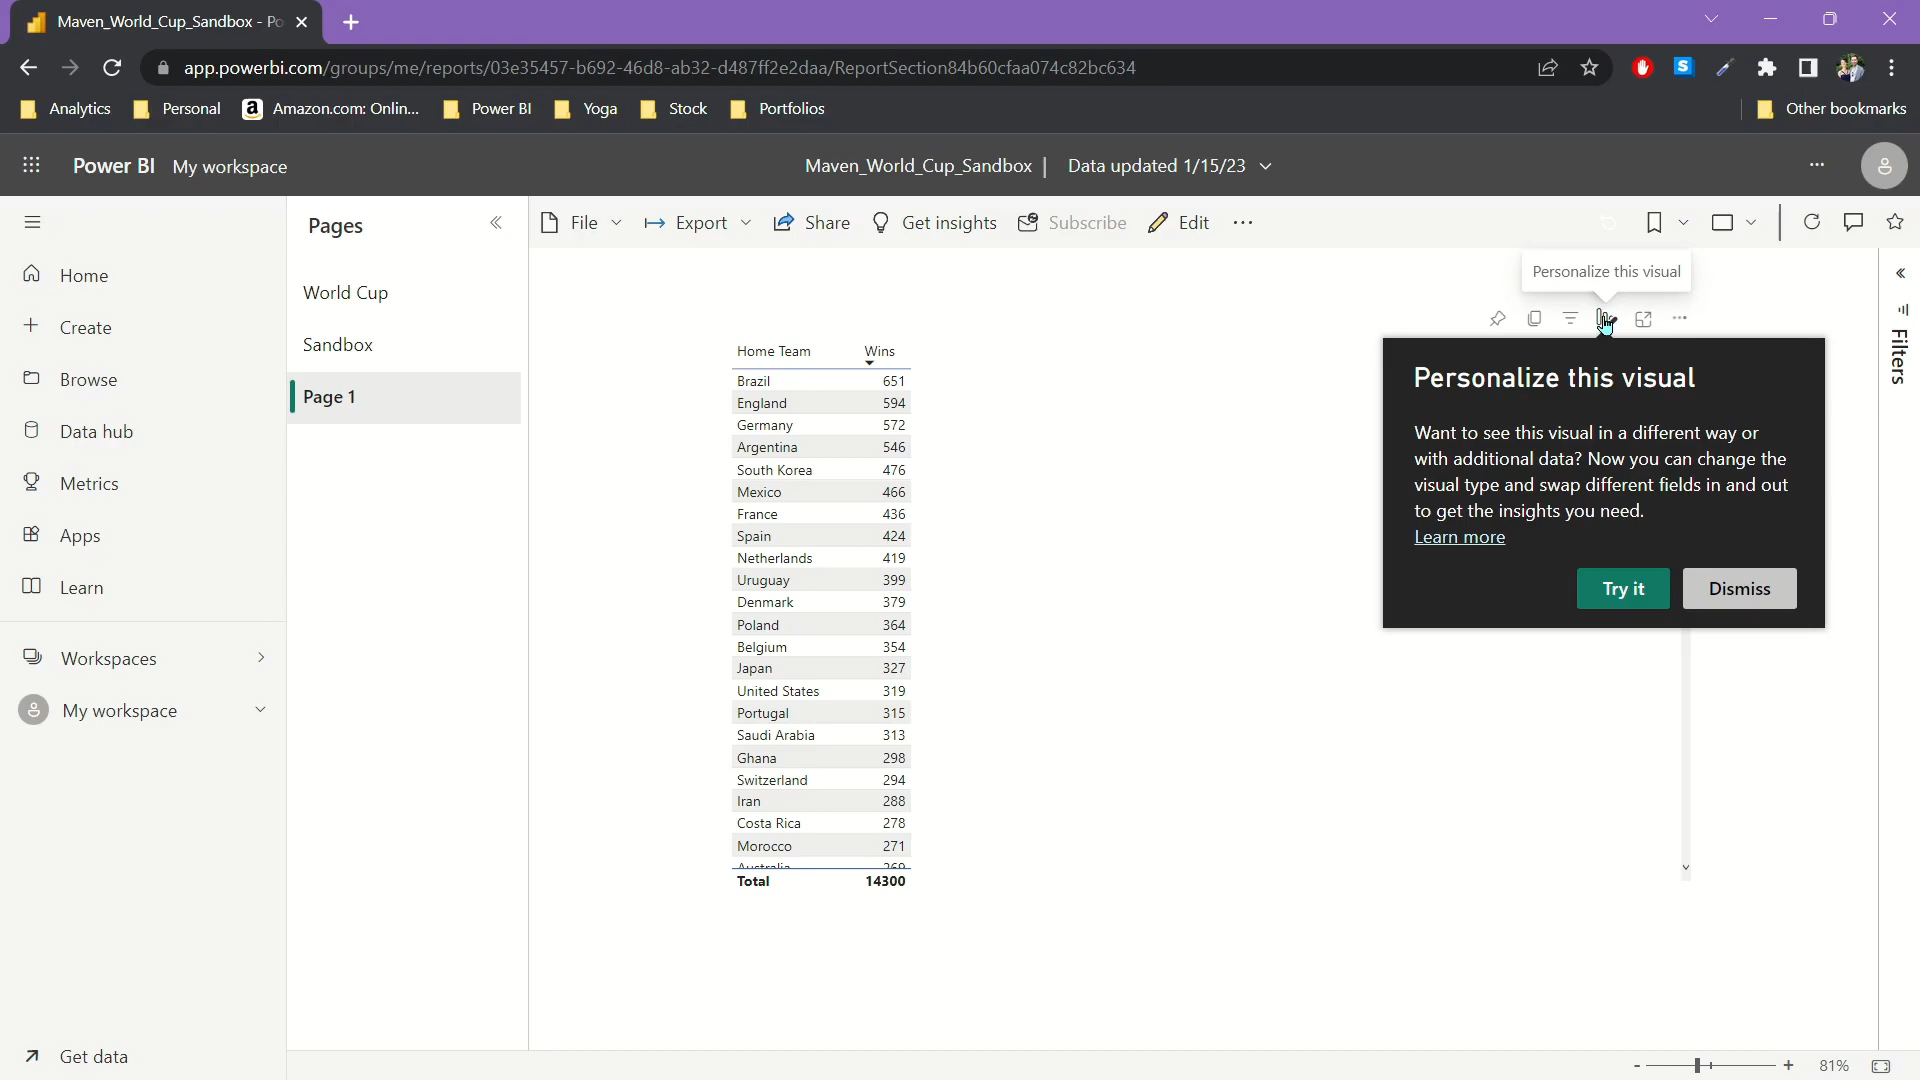 Maven_World_Cup_Sandbox - Po
app.powerbi.com/groups/me/reports/03e35457-b692-46d8-ab32-d487ff2e2daa/ReportSection84b60cfaa074c82bc634
Analytics Personal Amazon.com: Onlin... Power BI Yoga Stock Portfolios Other bookmarks
Power BI My workspace Maven_World_Cup_Sandbox | Data updated 1/15/23
Pages File Export Share Get insights Subscribe Edit
Home
Create
Browse
Data hub
Metrics
Apps
Learn
Workspaces
My workspace
Get data
World Cup
Sandbox
Page 1
Home Team Wins
Brazil 651
England 594
Germany 572
Argentina 546
South Korea 476
Mexico 466
France 436
Spain 424
Netherlands 419
Uruguay 399
Denmark 379
Poland 364
Belgium 354
Japan 327
United States 319
Portugal 315
Saudi Arabia 313
Ghana 298
Switzerland 294
Iran 288
Costa Rica 278
Morocco 271
Australia 269
Total 14300
Personalize this visual
Personalize this visual
Want to see this visual in a different way or
with additional data? Now you can change the
visual type and swap different fields in and out
to get the insights you need.
Learn more
Try it Dismiss
Filters
81%